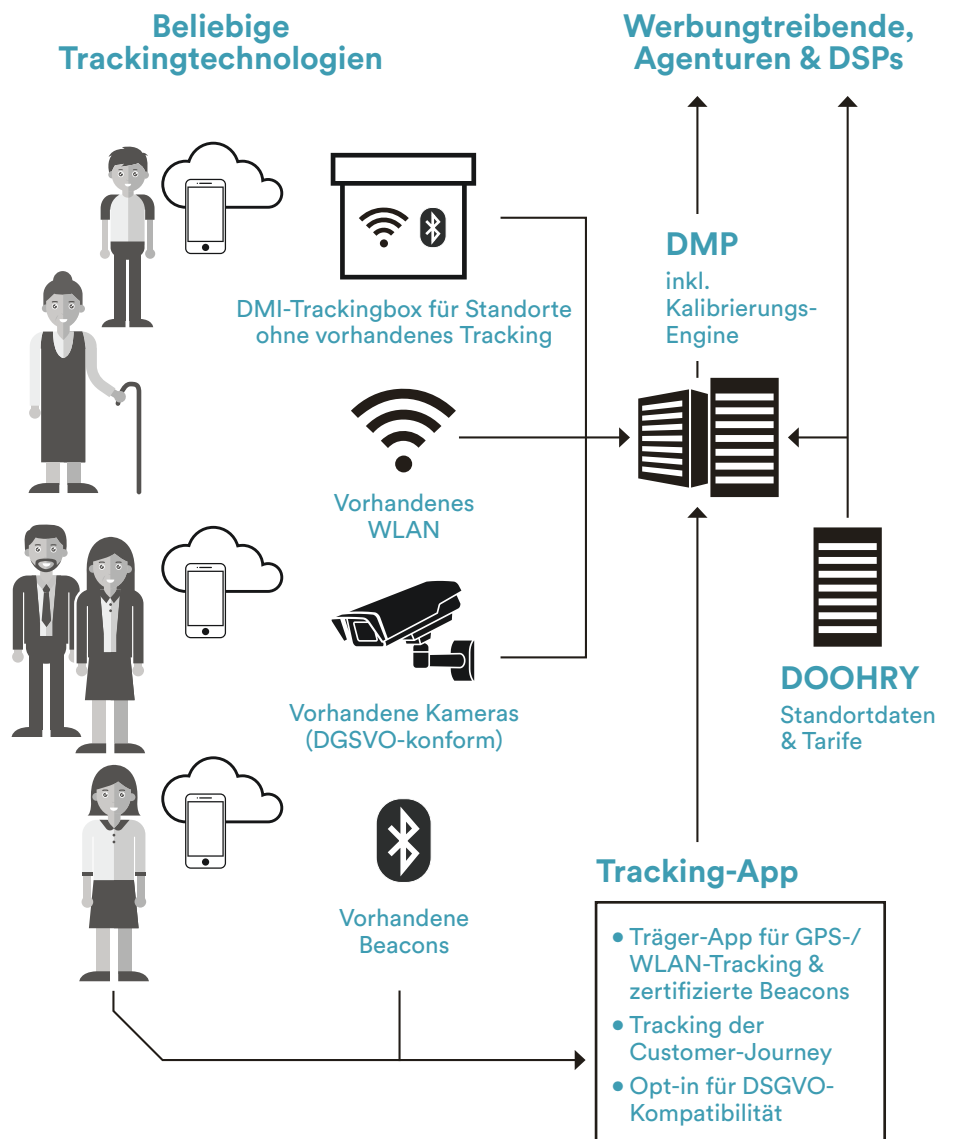 Beliebige
Trackingtechnologien
Werbungtreibende,
Agenturen & DSPs
DMI-Trackingbox für Standorte
ohne vorhandenes Tracking
DMP
inkl.
Kalibrierungs-
Engine
Vorhandenes
WLAN
Vorhandene Kameras
(DGSVO-konform)
DOOHRY
Standortdaten
& Tarife
Vorhandene
Beacons
Tracking-App
• Träger-App für GPS-/
WLAN-Tracking &
zertifizierte Beacons
• Tracking der
Customer-Journey
• Opt-in für DSGVO-
Kompatibilität